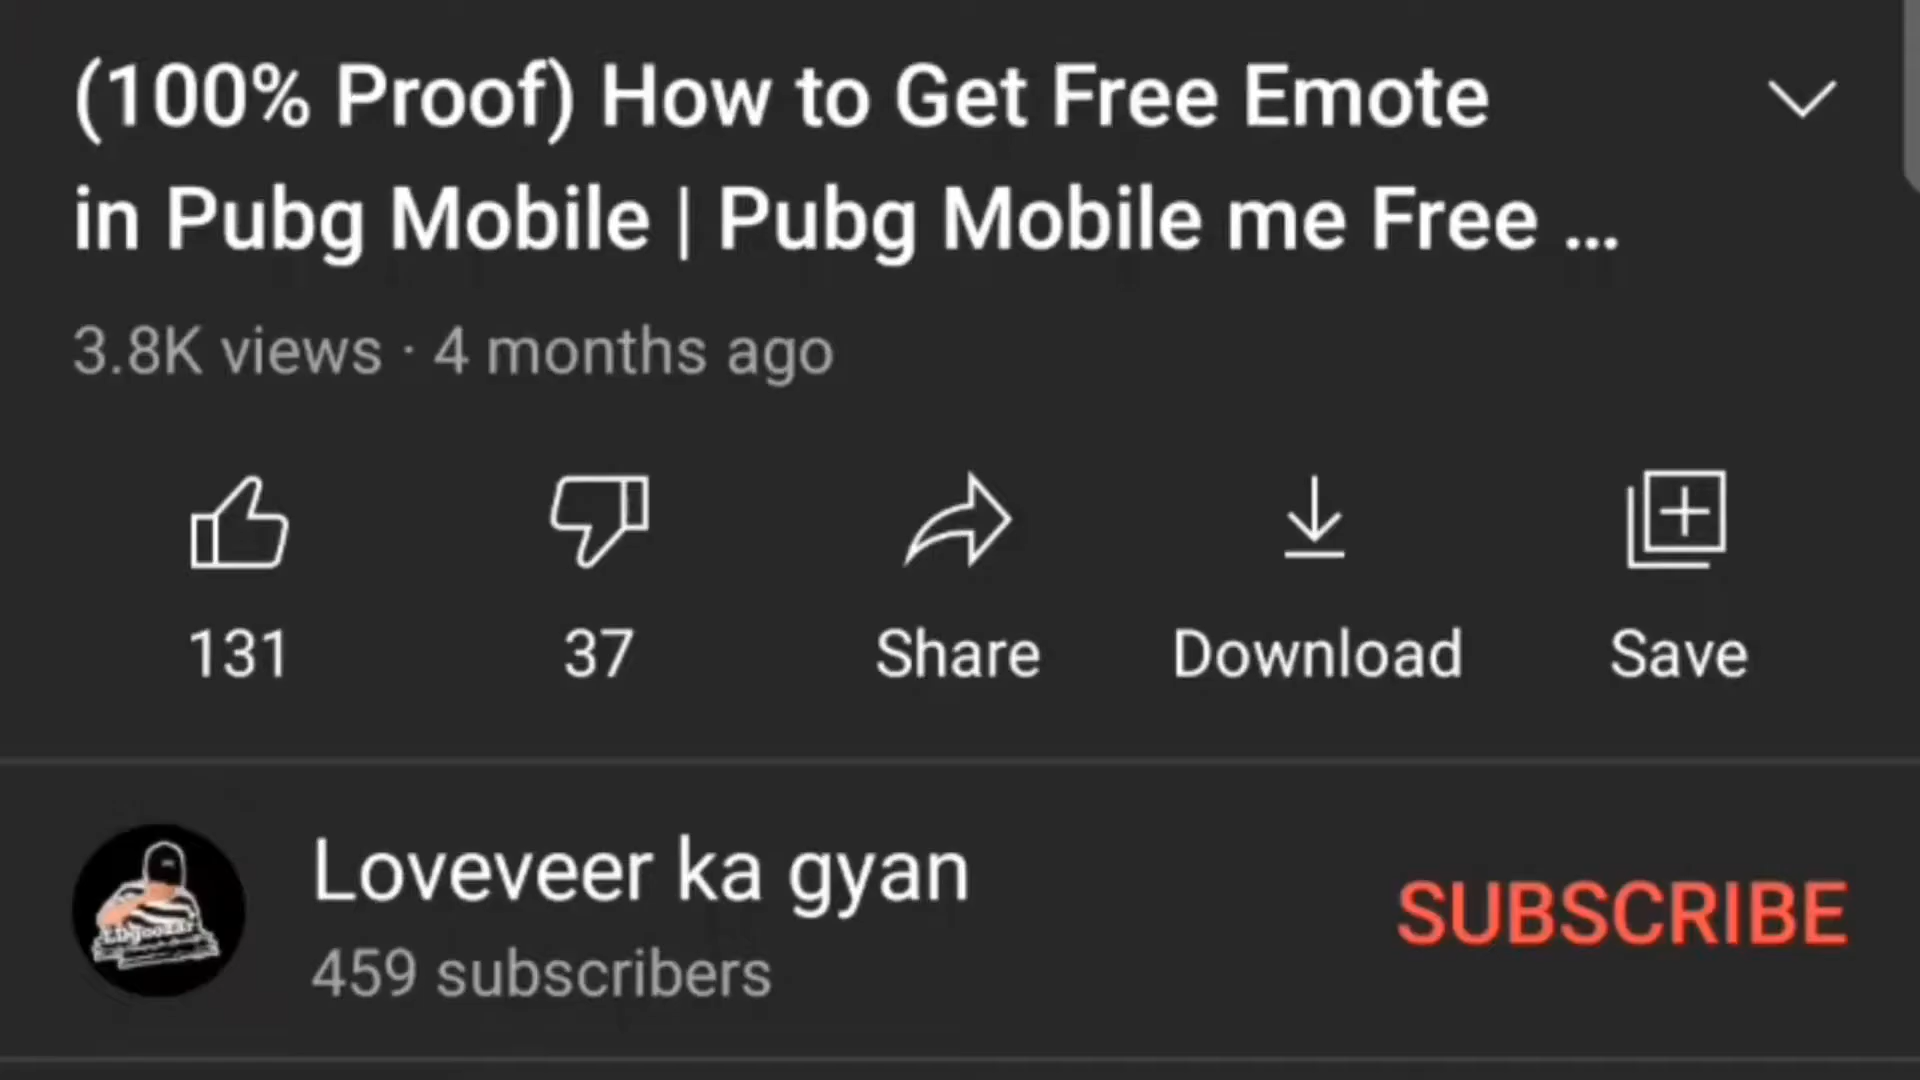 (100% Proof) How to Get Free Emote
in Pubg Mobile | Pubg Mobile me Free ...
3.8K views · 4 months ago
131 37 Share Download Save
Loveveer ka gyan
SUBSCRIBE
459 subscribers